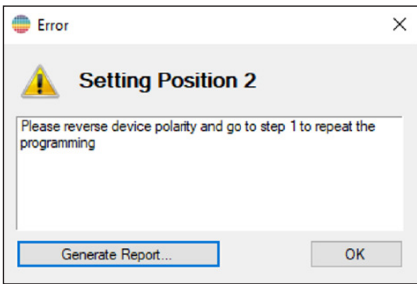 Error
Setting Position 2
Please reverse device polarity and go to step 1 to repeat the
programming
Generate Report...
OK